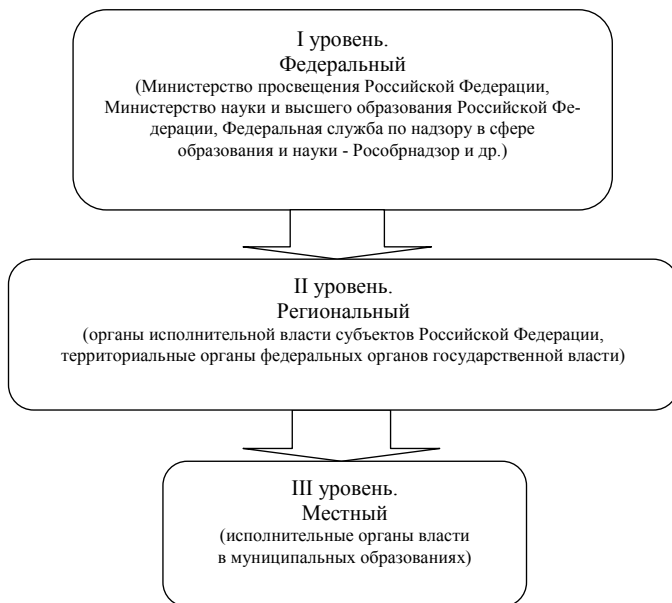 I уровень.
Федеральный
(Министерство просвещения Российской Федерации,
Министерство науки и высшего образования Российской Фе-
дерации, Федеральная служба по надзору в сфере
образования и науки - Рособрнадзор и др.)
II уровень.
Региональный
(органы исполнительной власти субъектов Российской Федерации,
территориальные органы федеральных органов государственной власти)
III уровень.
Местный
(исполнительные органы власти
в муниципальных образованиях)